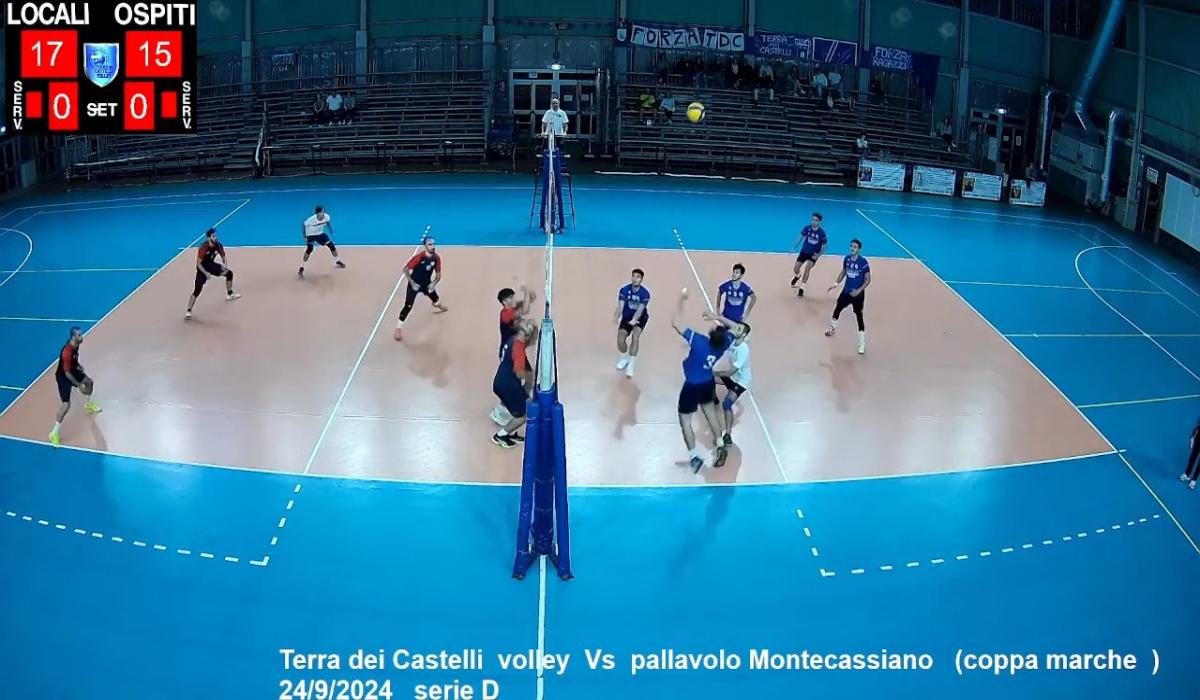 LOCALI OSPITI
17 15
SERV. 0 SET 0 SERV.
FORZA TDC
TERRA
CASTELLI
FORZA
RAGAZZI
3
Terra dei Castelli volley Vs pallavolo Montecassiano (coppa marche )
24/9/2024 serie D